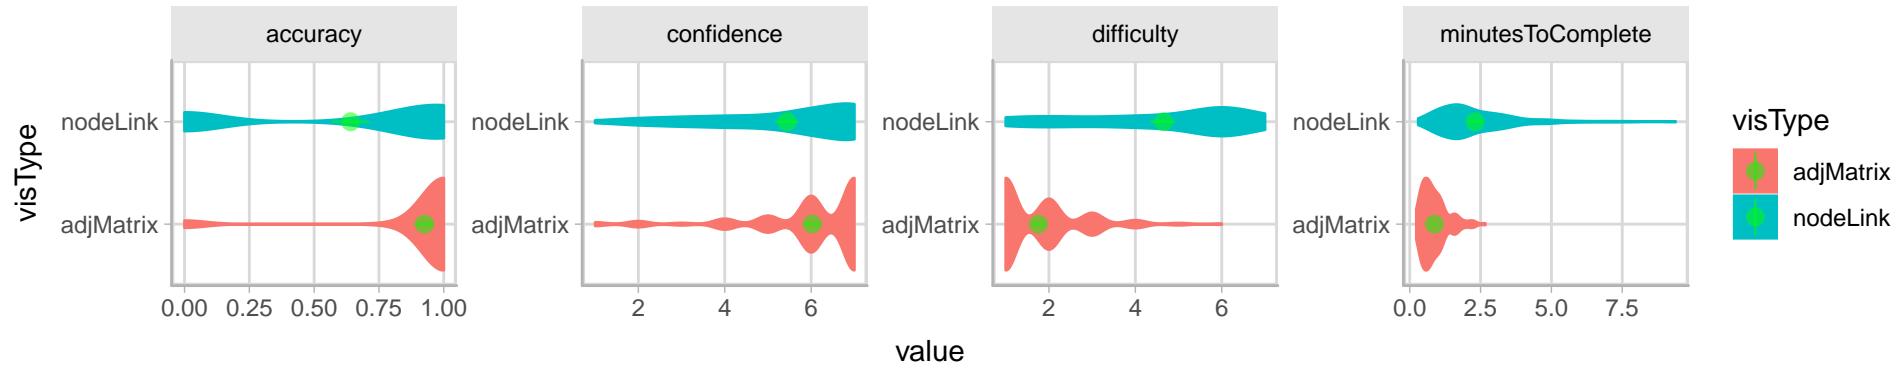 accuracy
confidence
difficulty
minutesToComplete
visType
nodeLink
adjMatrix
0.00 0.25 0.50 0.75 1.00
nodeLink
adjMatrix
2 4 6
nodeLink
adjMatrix
2 4 6
nodeLink
adjMatrix
0.0 2.5 5.0 7.5
value
visType
adjMatrix
nodeLink